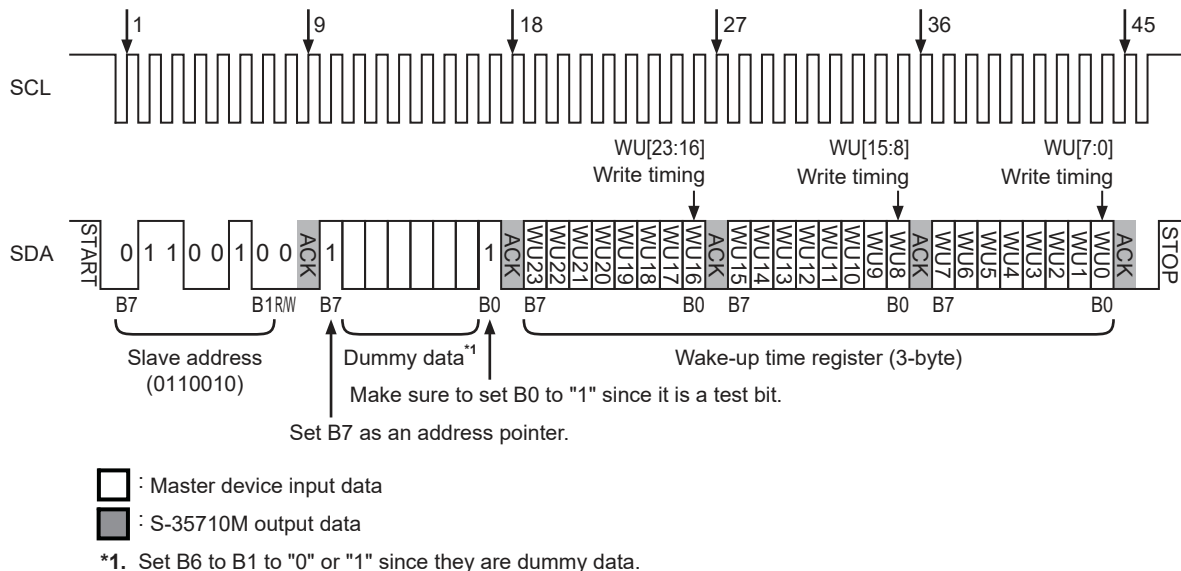 1 9 18 27 36 45
SCL
WU[23:16] WU[15:8] WU[7:0]
Write timing Write timing Write timing
SDA START 0 1 1 0 0 1 0 0 ACK 1 1 ACK WU23 WU22 WU21 WU20 WU19 WU18 WU17 WU16 ACK WU15 WU14 WU13 WU12 WU11 WU10 WU9 WU8 ACK WU7 WU6 WU5 WU4 WU3 WU2 WU1 WU0 ACK STOP
B7 B1 R/W B7 B0 B7 B0 B7 B0 B7 B0
Slave address Dummy data*1 Wake-up time register (3-byte)
(0110010)
Make sure to set B0 to "1" since it is a test bit.
Set B7 as an address pointer.
: Master device input data
: S-35710M output data
*1. Set B6 to B1 to "0" or "1" since they are dummy data.